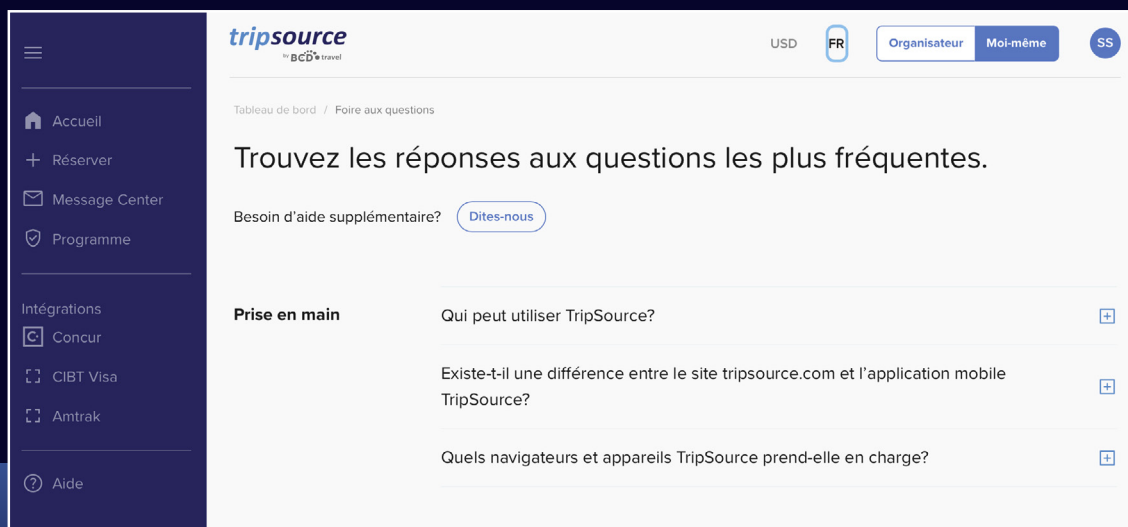 tripsource
by BCD travel
USD
FR
Organisateur
Moi-même
SS
Accueil
Réserver
Message Center
Programme
Intégrations
Concur
CIBT Visa
Amtrak
Aide
Tableau de bord / Foire aux questions
Trouvez les réponses aux questions les plus fréquentes.
Besoin d’aide supplémentaire?
Dites-nous
Prise en main
Qui peut utiliser TripSource?
Existe-t-il une différence entre le site tripsource.com et l’application mobile
TripSource?
Quels navigateurs et appareils TripSource prend-elle en charge?